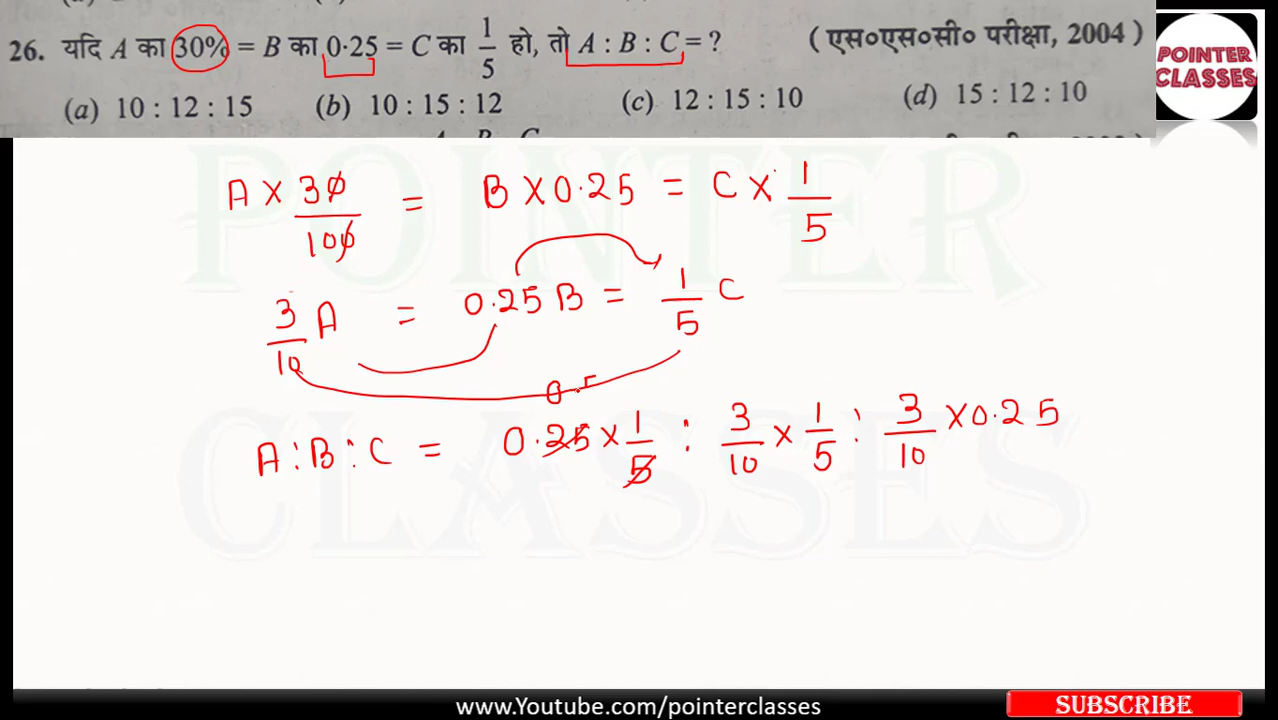 26. यदि A का 30% = B का 0·25 = C का 1/5 हो, तो A : B : C = ? ( एस०एस०सी० परीक्षा, 2004 )
(a) 10 : 12 : 15 (b) 10 : 15 : 12 (c) 12 : 15 : 10 (d) 15 : 12 : 10
POINTER
CLASSES
A × 30/100 = B × 0.25 = C × 1/5
3/10 A = 0.25 B = 1/5 C
A : B : C = 0.25 × 1/5 : 3/10 × 1/5 : 3/10 × 0.25
POINTER
CLASSES
www.Youtube.com/pointerclasses
SUBSCRIBE